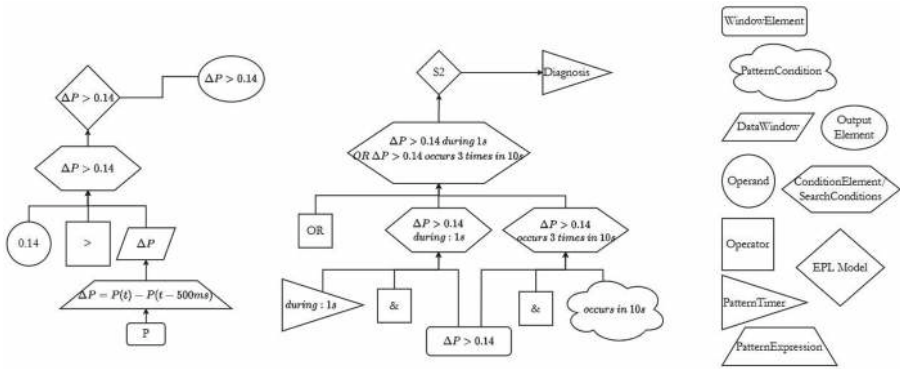 ΔP > 0.14
ΔP > 0.14
ΔP > 0.14
0.14
>
ΔP
ΔP = P(t) − P(t − 500ms)
P
S2
Diagnosis
ΔP > 0.14 during 1s
OR ΔP > 0.14 occurs 3 times in 10s
OR
ΔP > 0.14
during : 1s
ΔP > 0.14
occurs 3 times in 10s
during : 1s
&
&
occurs in 10s
ΔP > 0.14
WindowElement
PatternCondition
DataWindow
Output
Element
Operand
ConditionElement/
SearchConditions
Operator
EPL Model
PatternTimer
PatternExpression